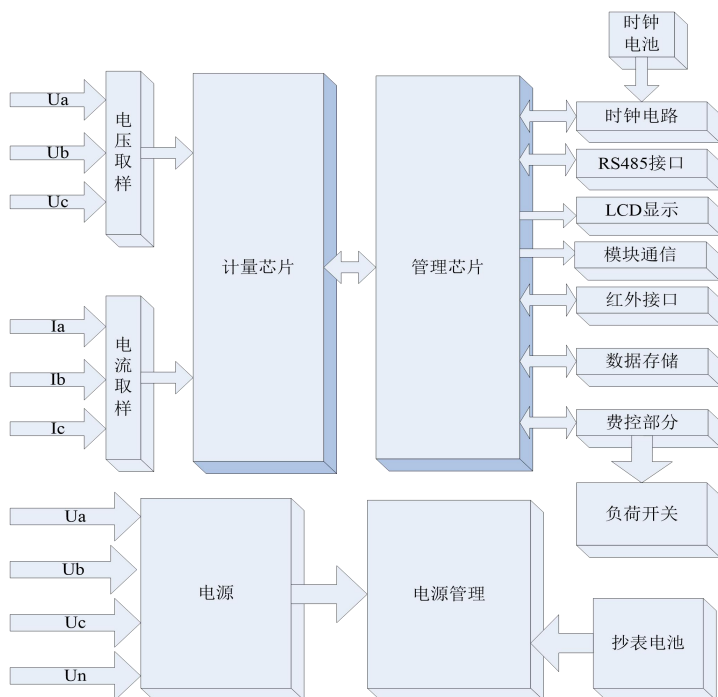 时钟
电池
Ua
Ub
Uc
电压取样
计量芯片
管理芯片
时钟电路
RS485接口
LCD显示
模块通信
红外接口
数据存储
费控部分
负荷开关
Ia
Ib
Ic
电流取样
Ua
Ub
Uc
Un
电源
电源管理
抄表电池